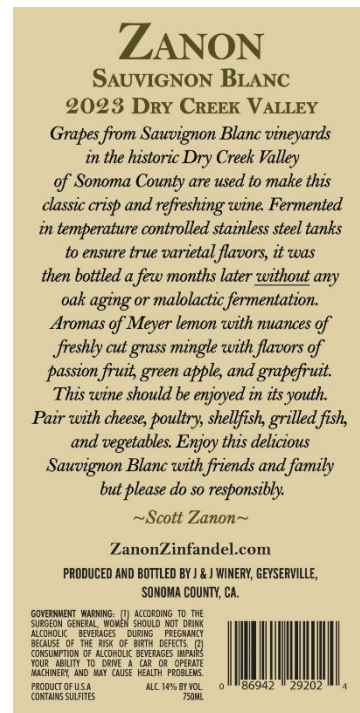 ZANON
SAUVIGNON BLANC
2023 DRY CREEK VALLEY
Grapes from Sauvignon Blanc vineyards
in the historic Dry Creek Valley
of Sonoma County are used to make this
classic crisp and refreshing wine. Fermented
in temperature controlled stainless steel tanks
to ensure true varietal flavors, it was
then bottled a few months later without any
oak aging or malolactic fermentation.
Aromas of Meyer lemon with nuances of
freshly cut grass mingle with flavors of
passion fruit, green apple, and grapefruit.
This wine should be enjoyed in its youth.
Pair with cheese, poultry, shellfish, grilled fish,
and vegetables. Enjoy this delicious
Sauvignon Blanc with friends and family
but please do so responsibly.
~Scott Zanon~
ZanonZinfandel.com
PRODUCED AND BOTTLED BY J & J WINERY, GEYSERVILLE,
SONOMA COUNTY, CA.
GOVERNMENT WARNING: (1) ACCORDING TO THE
SURGEON GENERAL, WOMEN SHOULD NOT DRINK
ALCOHOLIC BEVERAGES DURING PREGNANCY
BECAUSE OF THE RISK OF BIRTH DEFECTS. (2)
CONSUMPTION OF ALCOHOLIC BEVERAGES IMPAIRS
YOUR ABILITY TO DRIVE A CAR OR OPERATE
MACHINERY, AND MAY CAUSE HEALTH PROBLEMS.
PRODUCT OF U.S.A ALC. 14% BY VOL.
CONTAINS SULFITES 750ML
0 86942 29202 4